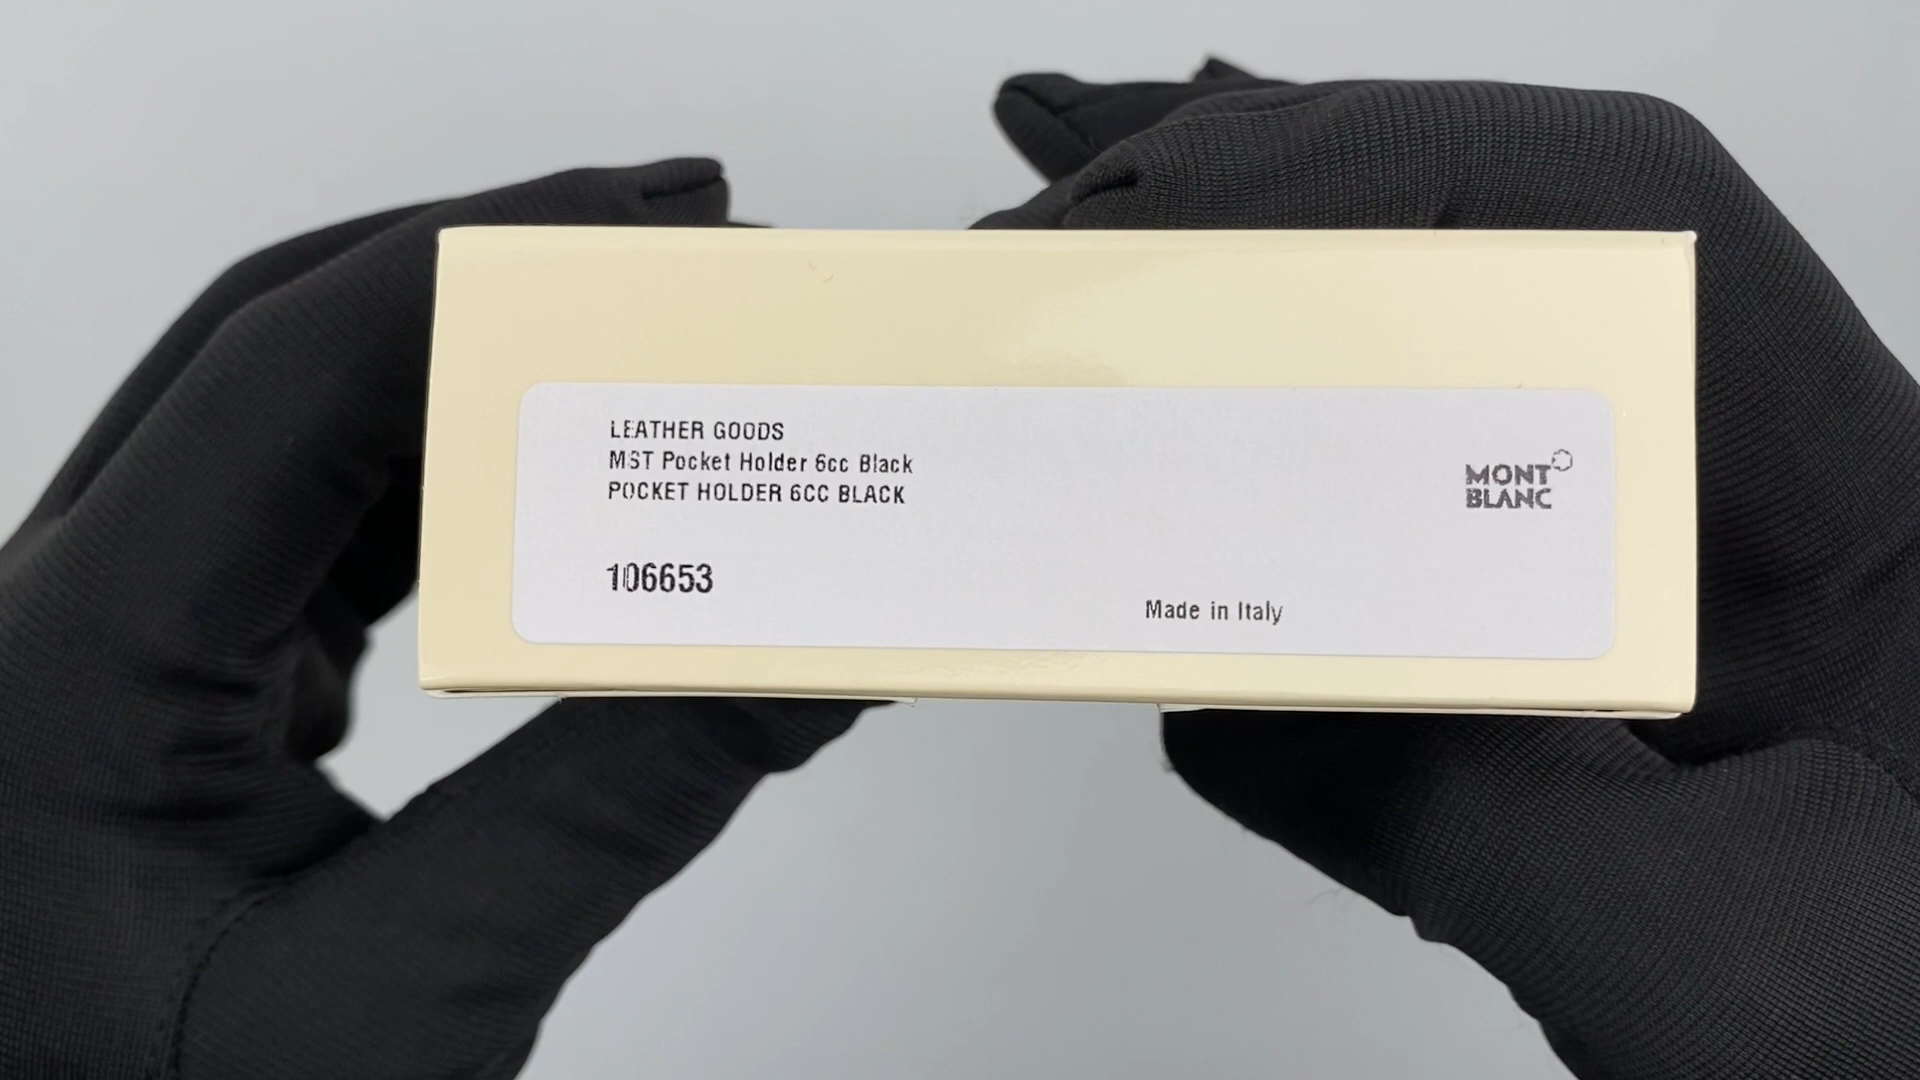 LEATHER GOODS
MST Pocket Holder 6cc Black
POCKET HOLDER 6CC BLACK
MONT
BLANC
106653
Made in Italy